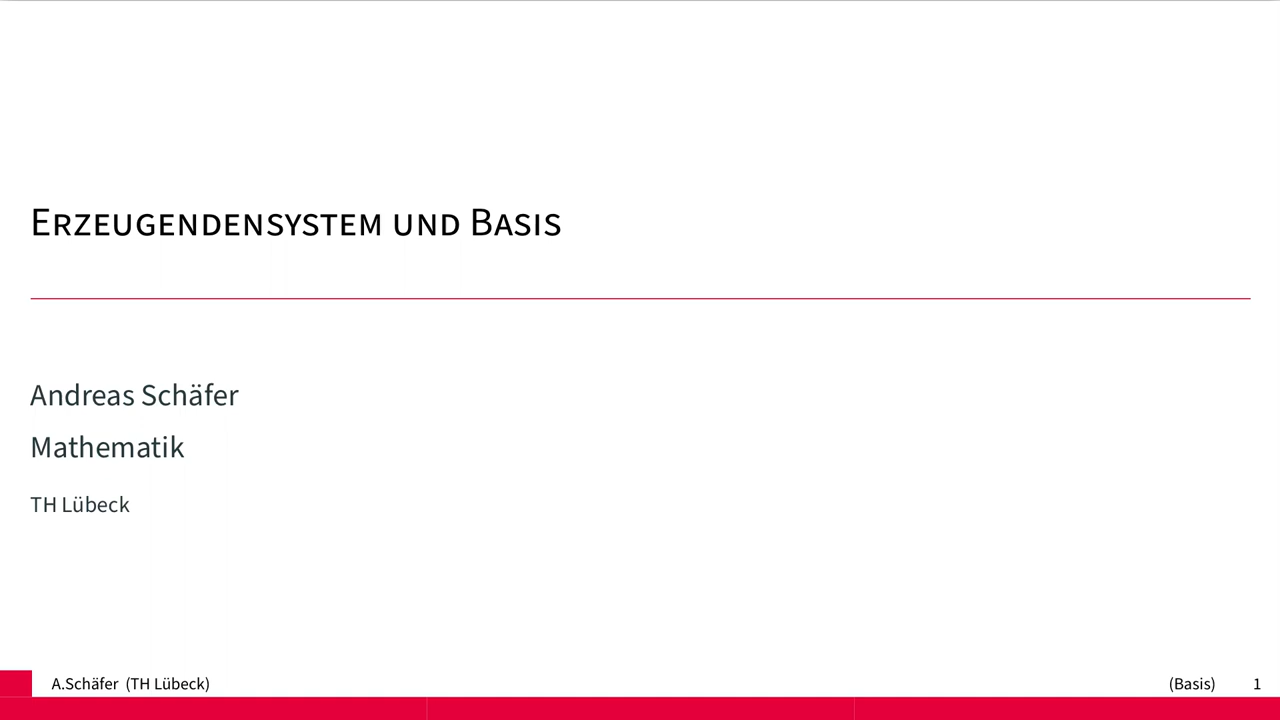 Erzeugendensystem und Basis
Andreas Schäfer
Mathematik
TH Lübeck
A.Schäfer (TH Lübeck)
(Basis) 1